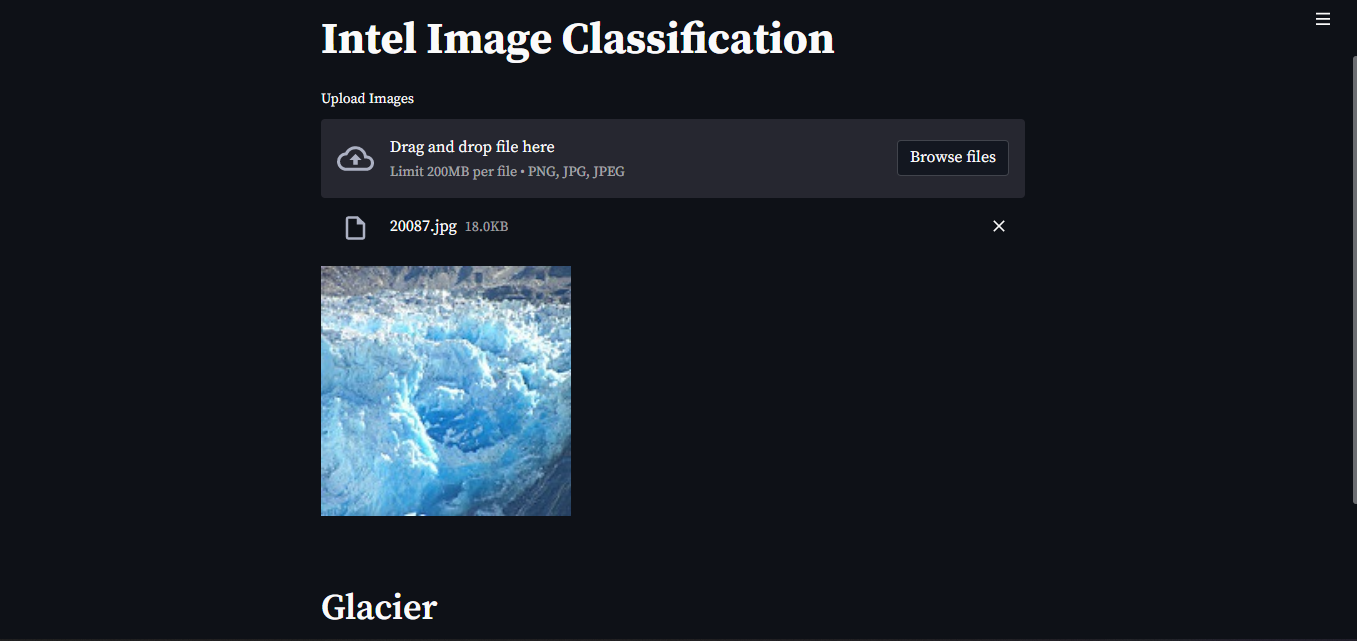 Intel Image Classification
Upload Images
Drag and drop file here
Limit 200MB per file • PNG, JPG, JPEG
Browse files
20087.jpg 18.0KB
Glacier